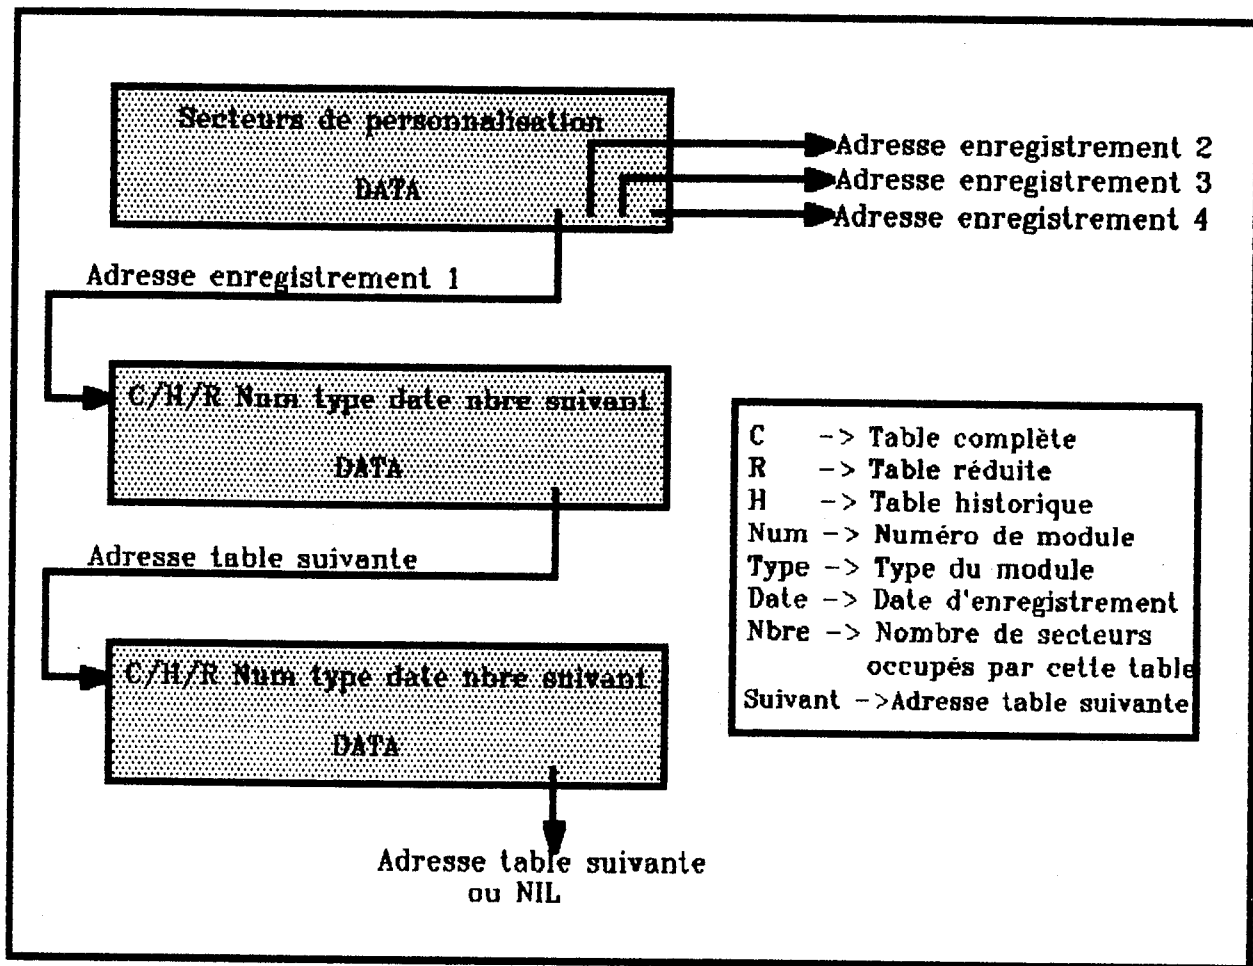 Secteurs de personnalisation
DATA
Adresse enregistrement 2
Adresse enregistrement 3
Adresse enregistrement 4
Adresse enregistrement 1
C/H/R Num type date nbre suivant
DATA
Adresse table suivante
C/H/R Num type date nbre suivant
DATA
Adresse table suivante
ou NIL
C -> Table complète
R -> Table réduite
H -> Table historique
Num -> Numéro de module
Type -> Type du module
Date -> Date d'enregistrement
Nbre -> Nombre de secteurs
occupés par cette table
Suivant ->Adresse table suivante